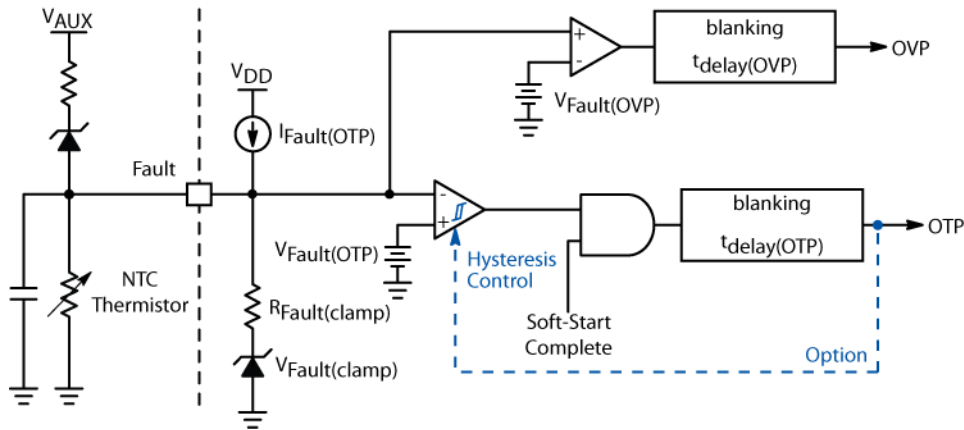 VAUX
VDD
IFault(OTP)
Fault
NTC
Thermistor
RFault(clamp)
VFault(clamp)
+
-
VFault(OVP)
blanking
tdelay(OVP)
OVP
-
+
VFault(OTP)
Hysteresis
Control
Soft-Start
Complete
blanking
tdelay(OTP)
OTP
Option